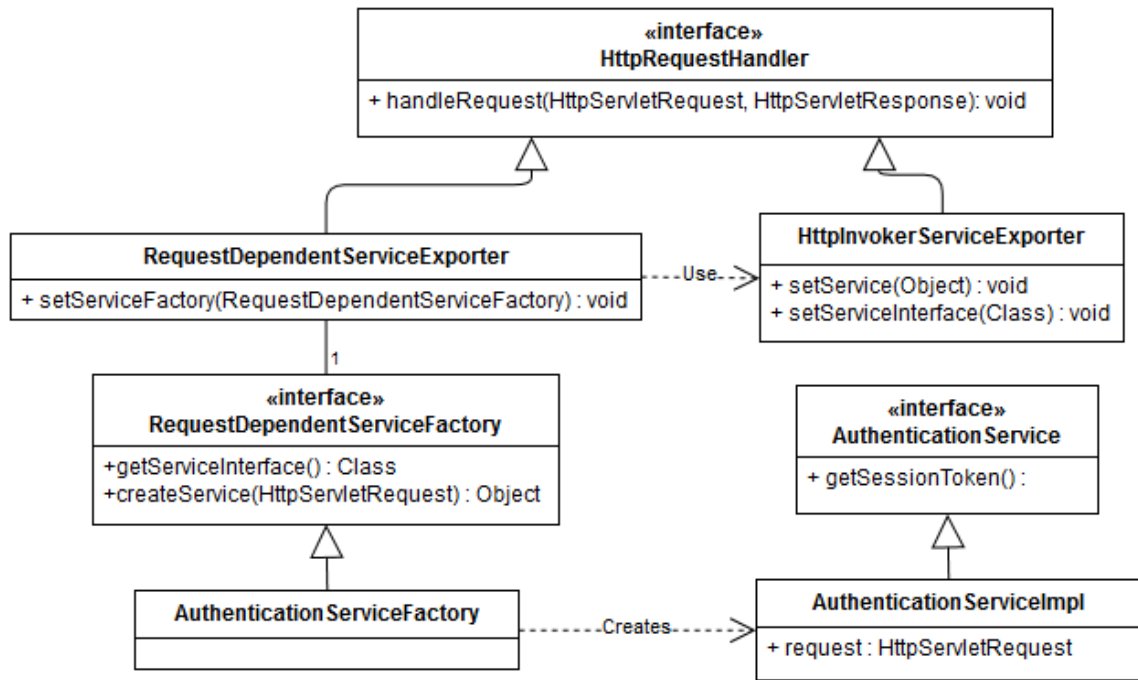 «interface»
HttpRequestHandler
+ handleRequest(HttpServletRequest, HttpServletResponse): void
RequestDependentServiceExporter
+ setServiceFactory(RequestDependentServiceFactory) : void
Use
HttpInvokerServiceExporter
+ setService(Object) : void
+ setServiceInterface(Class) : void
1
«interface»
RequestDependentServiceFactory
+getServiceInterface() : Class
+createService(HttpServletRequest) : Object
«interface»
AuthenticationService
+ getSessionToken() :
AuthenticationServiceFactory
Creates
AuthenticationServiceImpl
+ request : HttpServletRequest